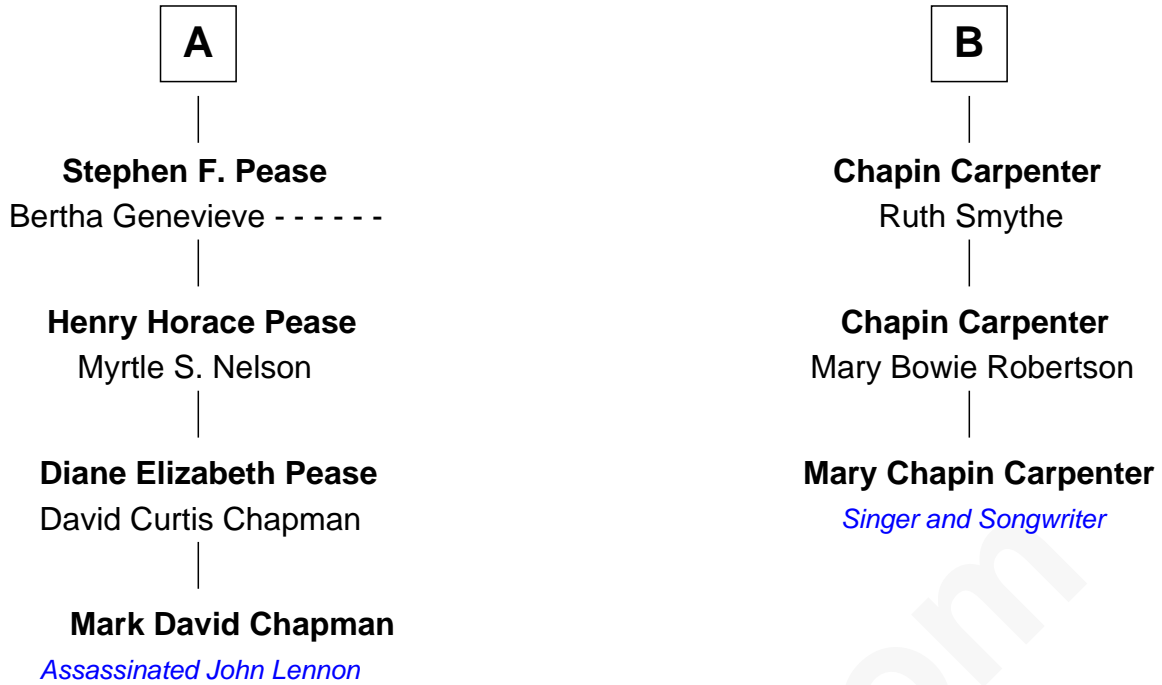 A
Stephen F. Pease
Bertha Genevieve - - - - - -
Henry Horace Pease
Myrtle S. Nelson
Diane Elizabeth Pease
David Curtis Chapman
Mark David Chapman
Assassinated John Lennon
B
Chapin Carpenter
Ruth Smythe
Chapin Carpenter
Mary Bowie Robertson
Mary Chapin Carpenter
Singer and Songwriter
om